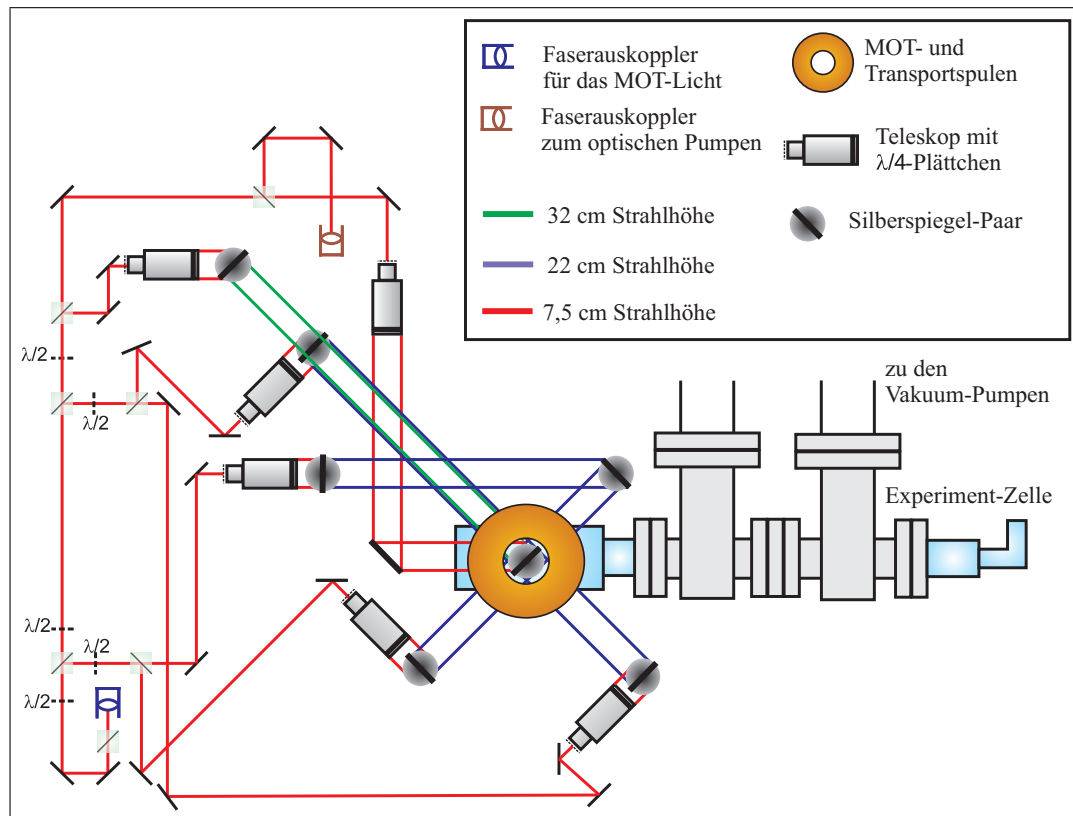 Faserauskoppler
für das MOT-Licht
Faserauskoppler
zum optischen Pumpen
32 cm Strahlhöhe
22 cm Strahlhöhe
7,5 cm Strahlhöhe
MOT- und
Transportspulen
Teleskop mit
λ/4-Plättchen
Silberspiegel-Paar
λ/2
λ/2
zu den
Vakuum-Pumpen
Experiment-Zelle
λ/2
λ/2
λ/2